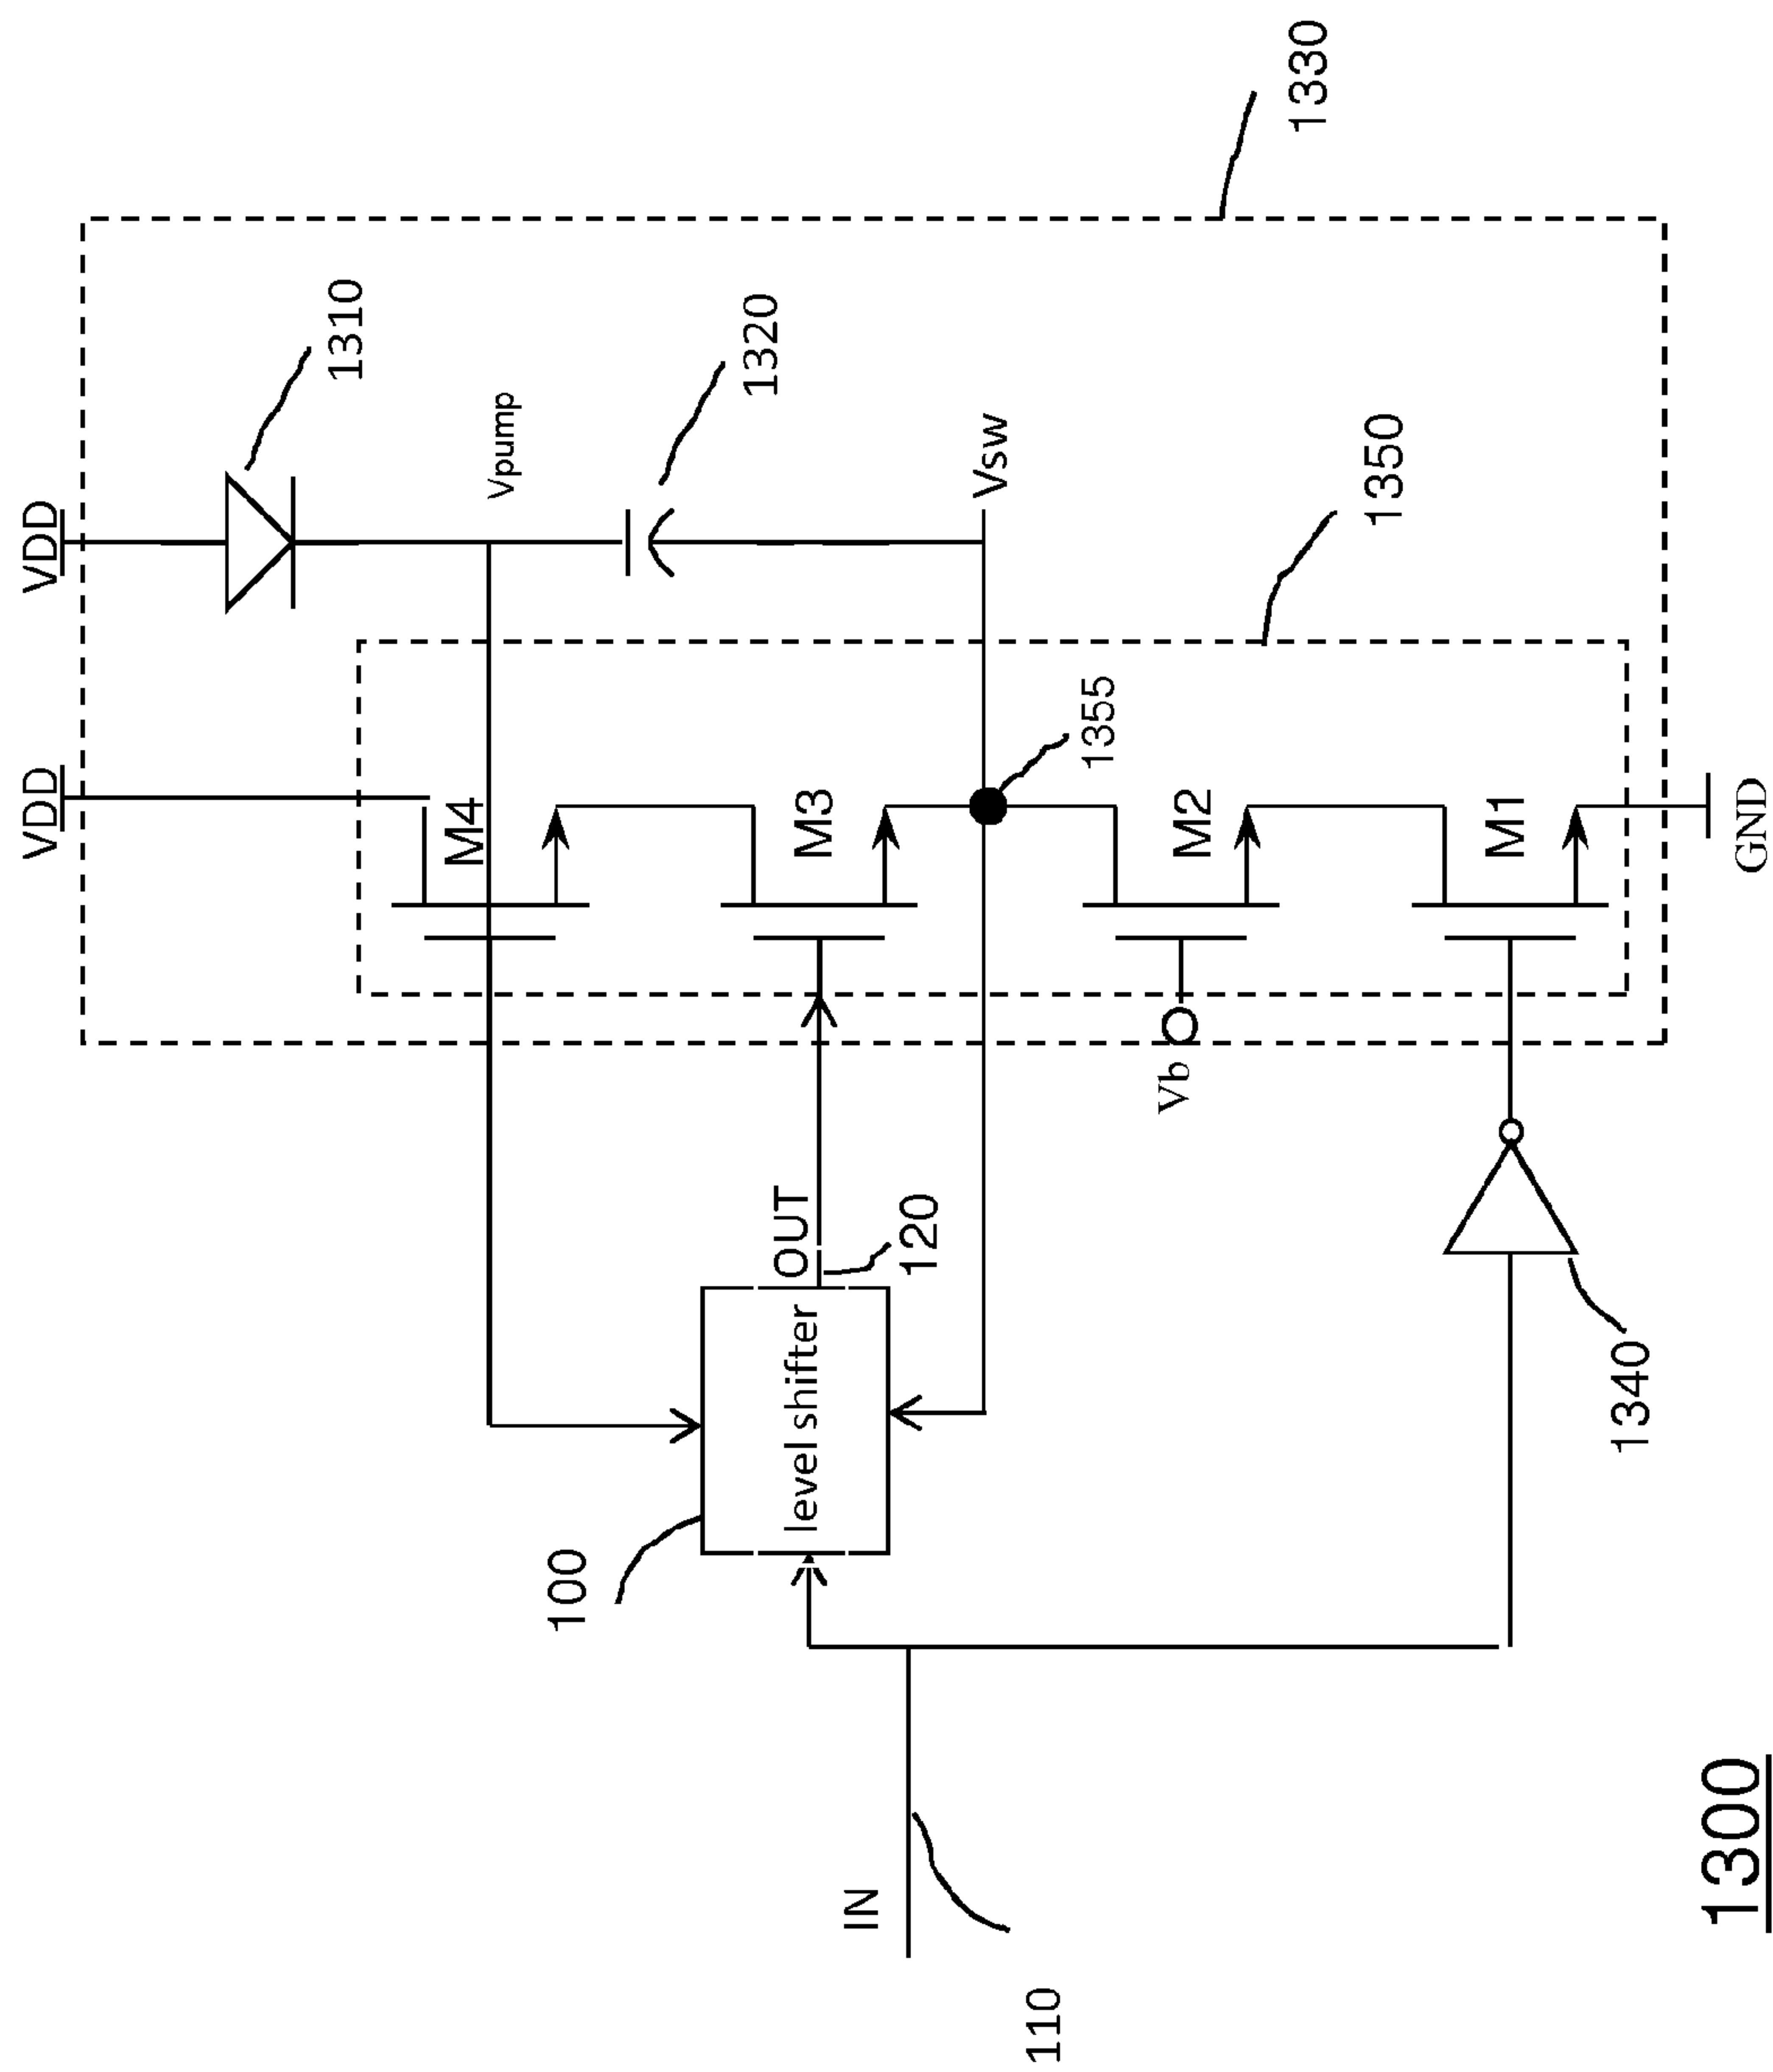 VDD
VDD
1310
Vpump
1320
1330
M4
M3
Vsw
1355
1350
100
level shifter
OUT
120
IN
110
Vb
M2
M1
1340
GND
1300